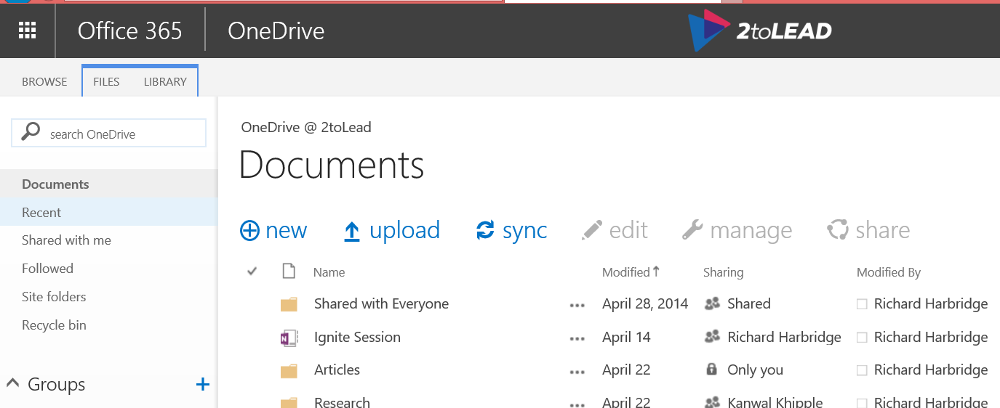 Office 365 OneDrive 2toLEAD
BROWSE FILES LIBRARY
search OneDrive
Documents
Recent
Shared with me
Followed
Site folders
Recycle bin
Groups
OneDrive @ 2toLead
Documents
new upload sync edit manage share
Name Modified Sharing Modified By
Shared with Everyone ... April 28, 2014 Shared Richard Harbridge
Ignite Session ... April 14 Richard Harbridge Richard Harbridge
Articles ... April 22 Only you Richard Harbridge
Research ... April 22 Kanwal Khipple Richard Harbridge